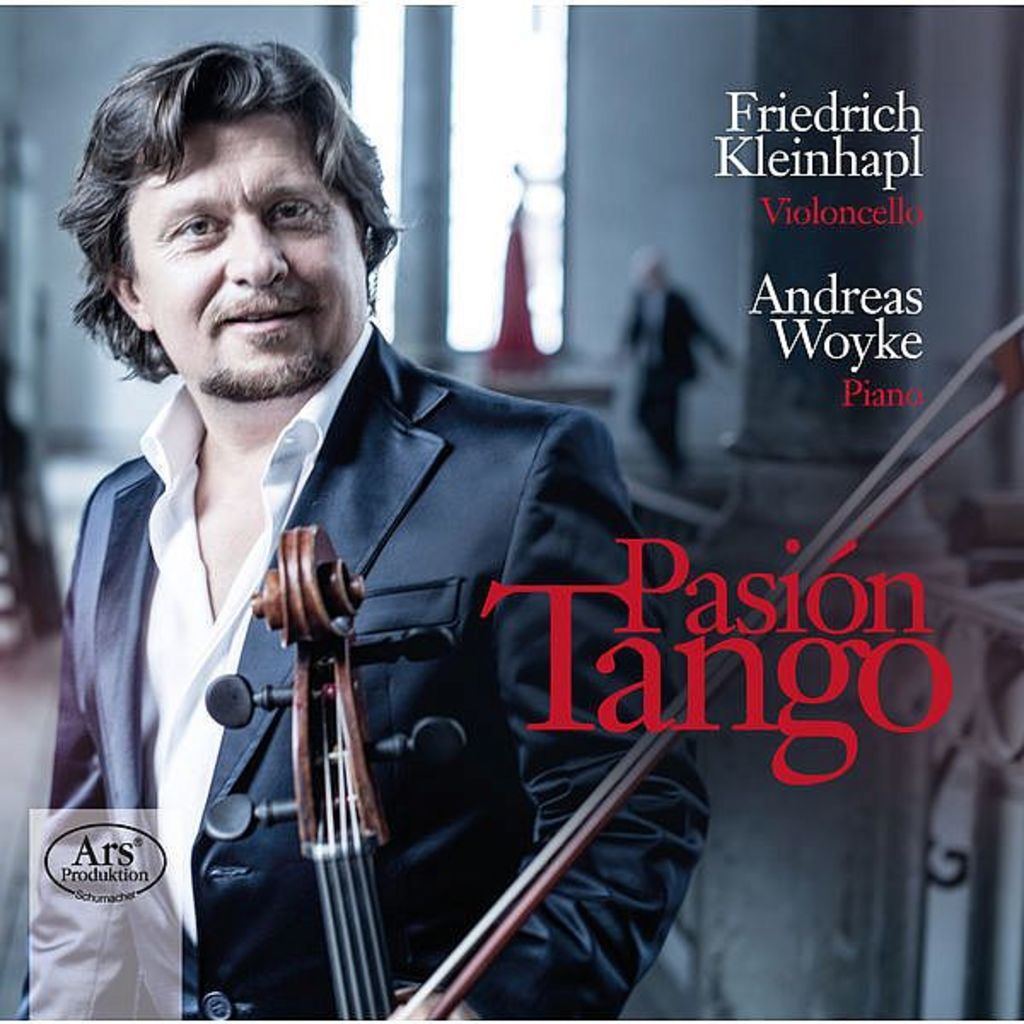 Friedrich
Kleinhapl
Violoncello
Andreas
Woyke
Piano
Pasión
Tango
Ars®
Produktion
Schumacher